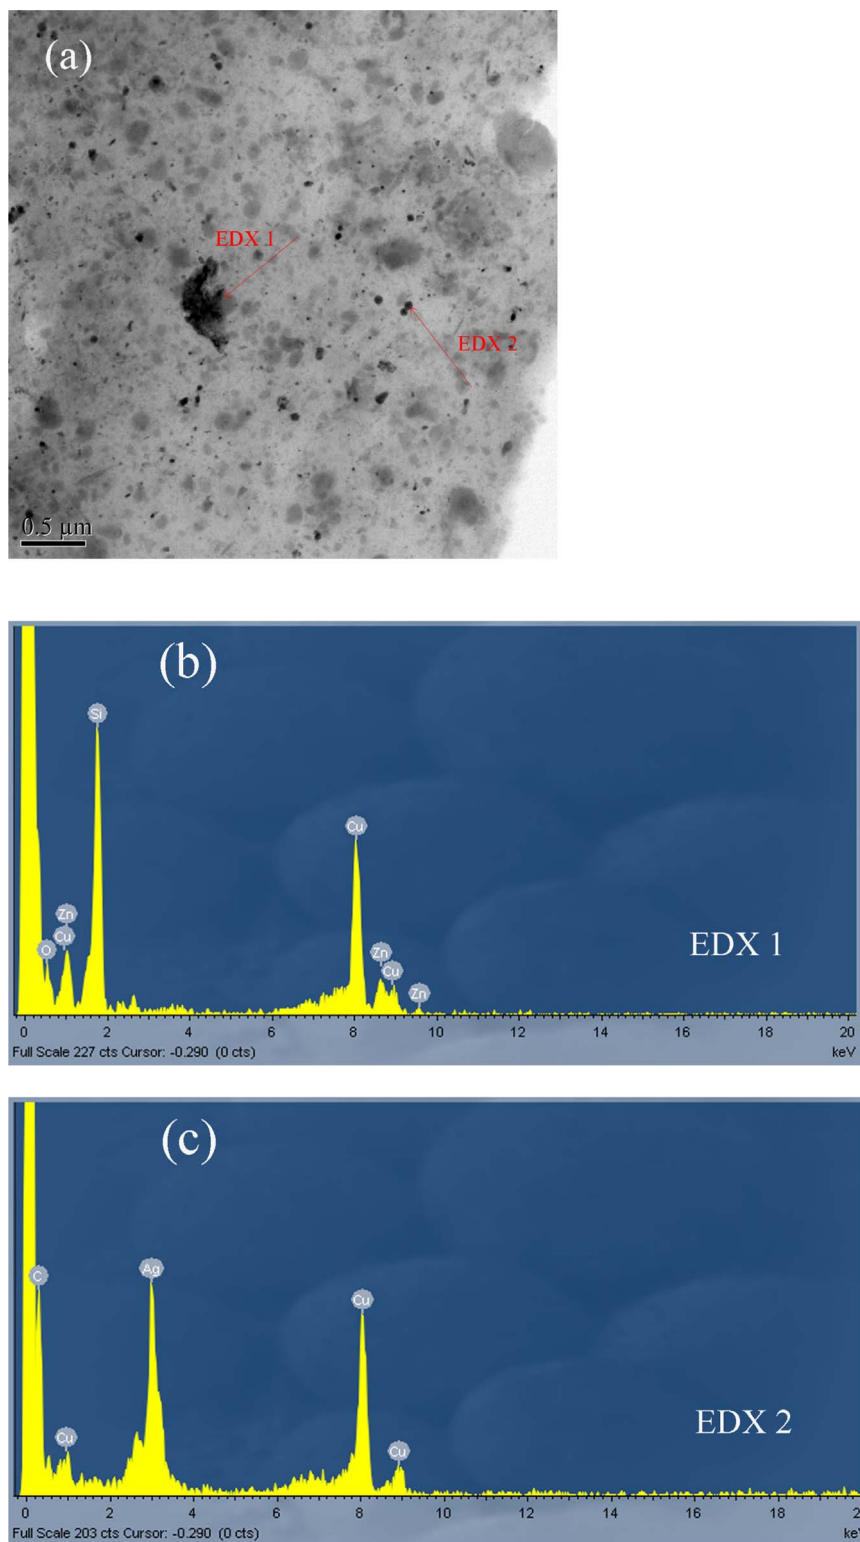 (a)
EDX 1
EDX 2
0.5 µm
(b)
Si
Cu
Zn
Cu
O
Zn
Cu
Zn
EDX 1
0 2 4 6 8 10 12 14 16 18 20
Full Scale 227 cts Cursor: -0.290 (0 cts) keV
(c)
C
Ag
Cu
Cu
Cu
EDX 2
0 2 4 6 8 10 12 14 16 18 2
Full Scale 203 cts Cursor: -0.290 (0 cts) keV